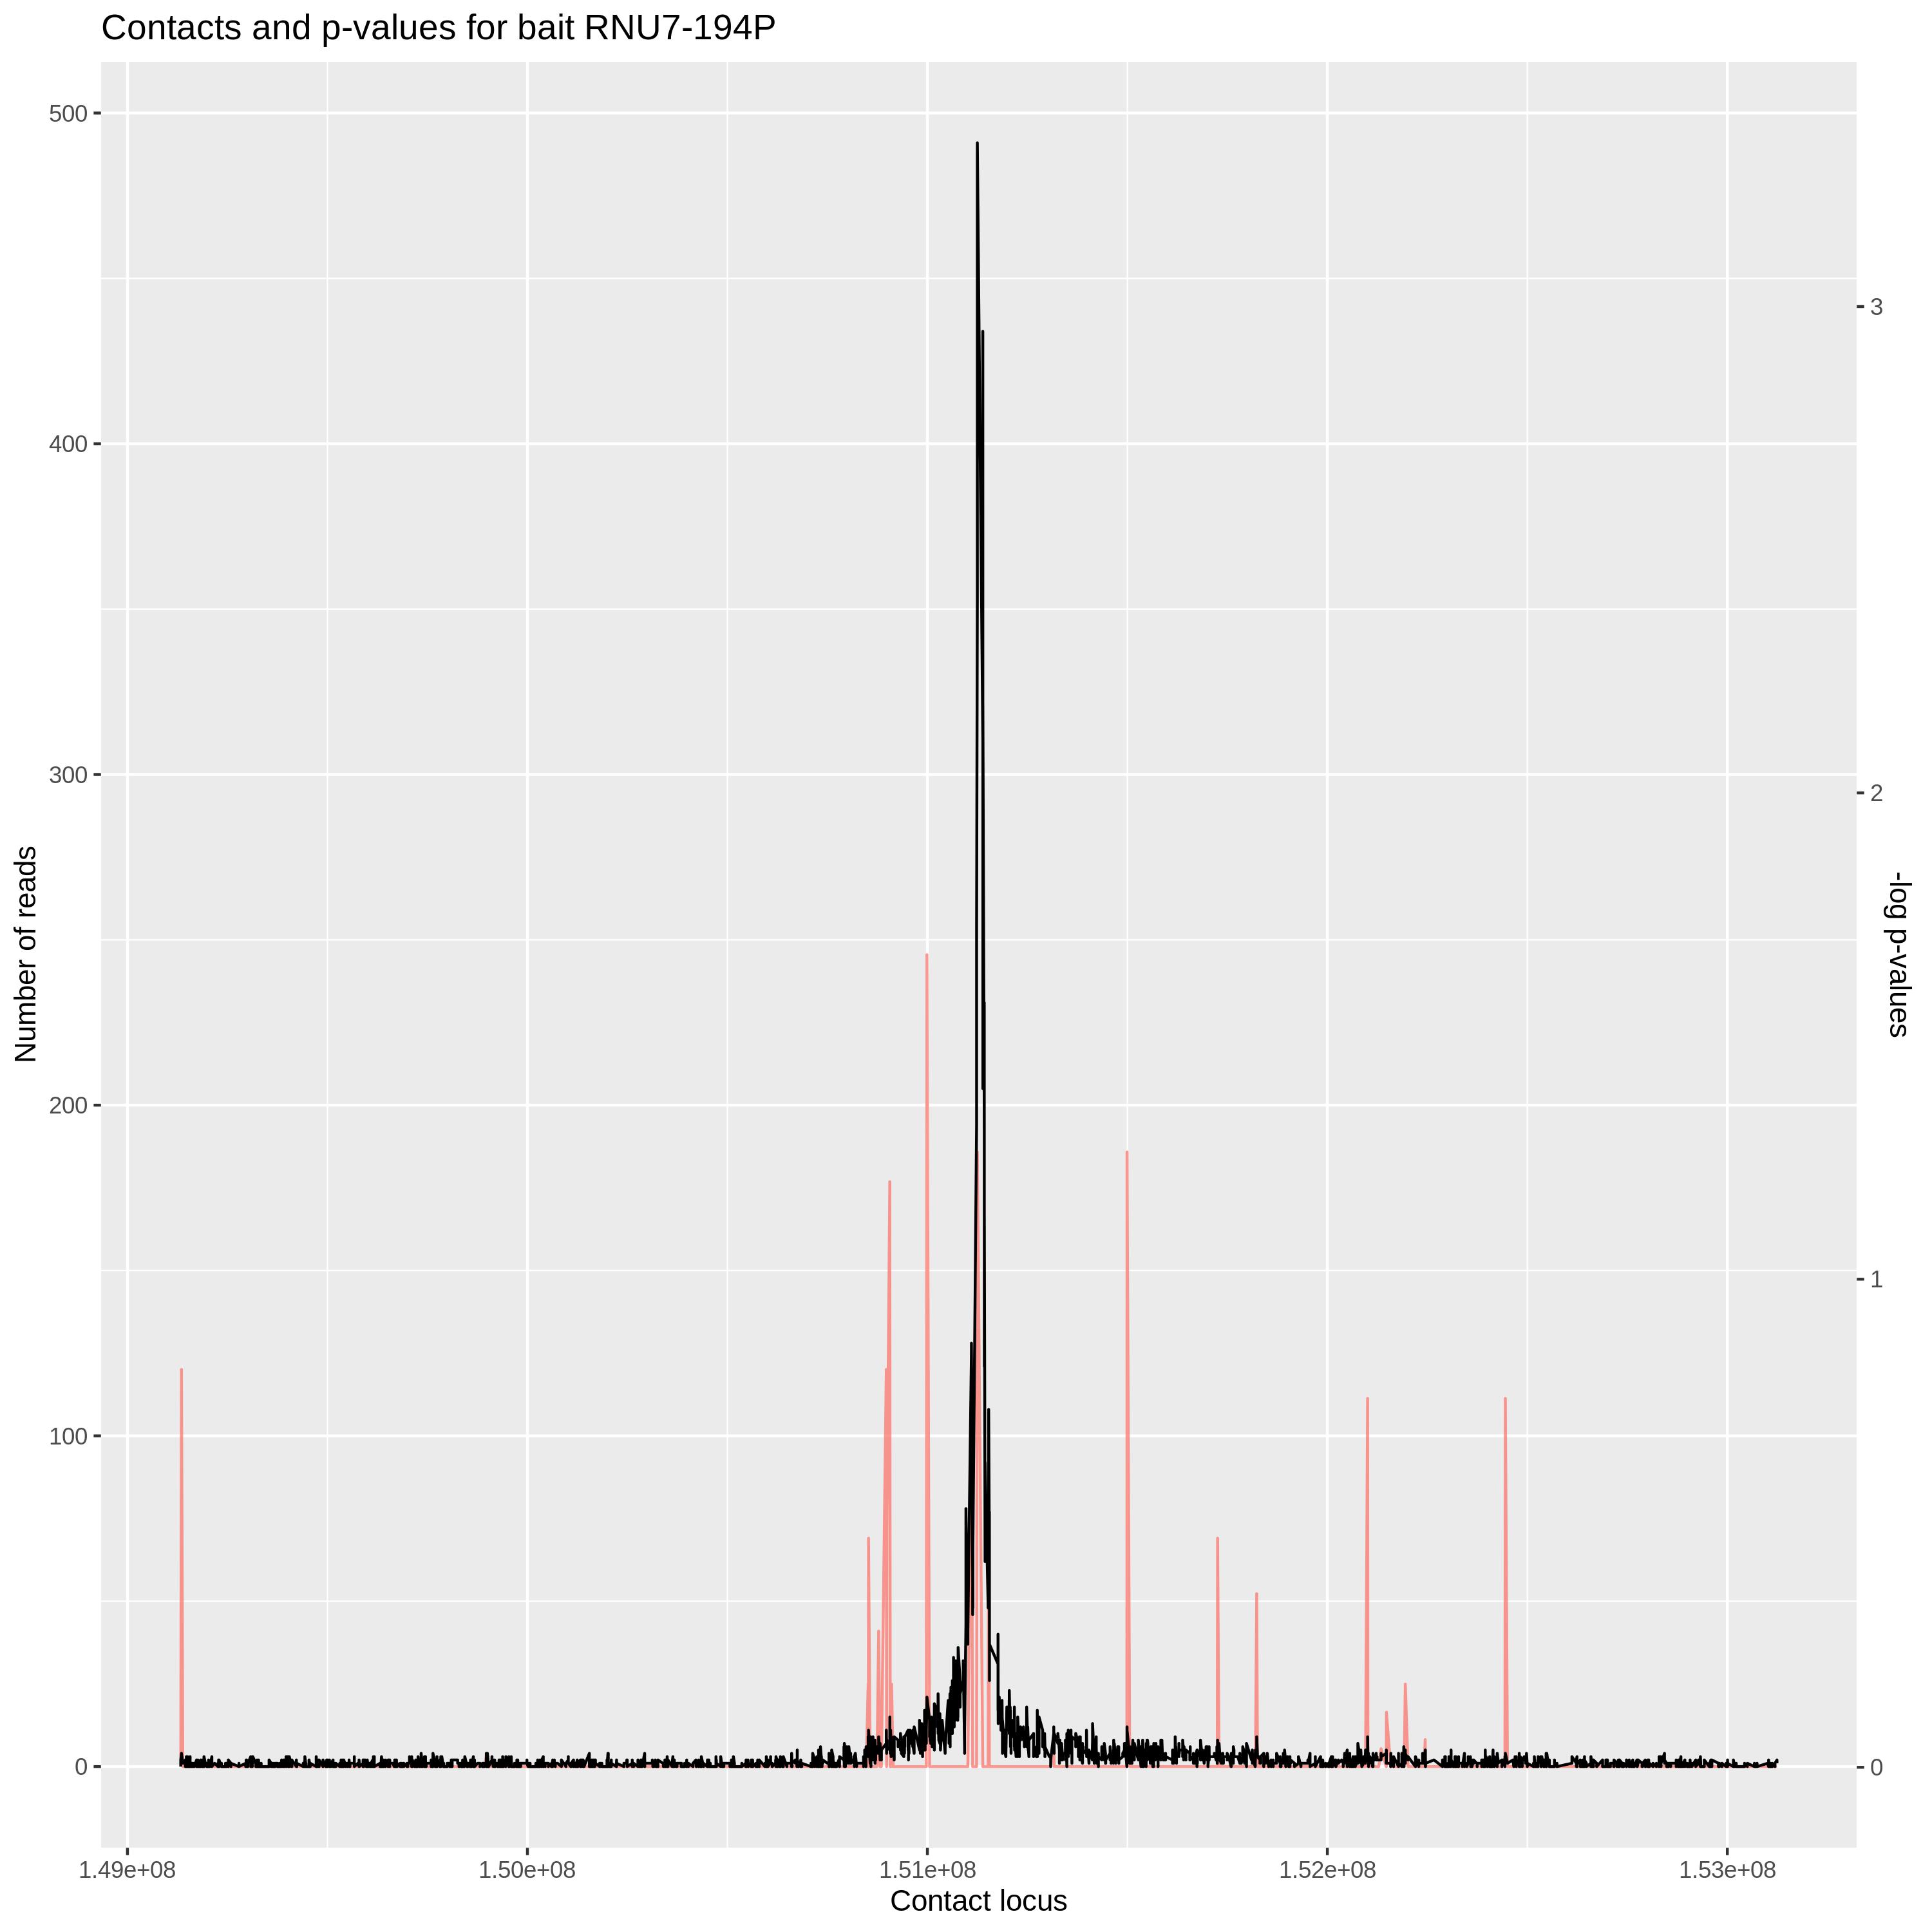 Contacts and p-values for bait RNU7-194P
500
400
300
200
100
0
Number of reads
3
2
1
0
-log p-values
1.49e+08
1.50e+08
1.51e+08
1.52e+08
1.53e+08
Contact locus